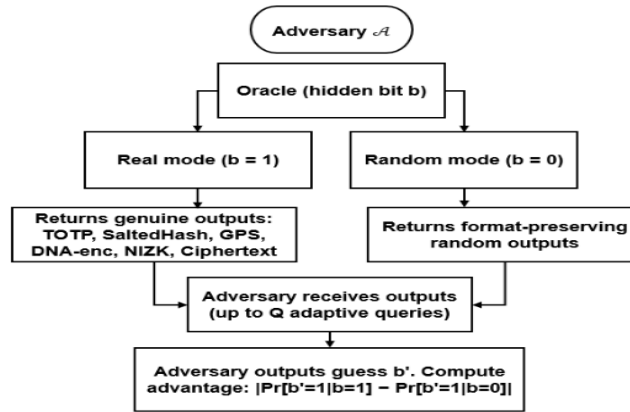 Adversary 𝒜
Oracle (hidden bit b)
Real mode (b = 1)
Random mode (b = 0)
Returns genuine outputs:
TOTP, SaltedHash, GPS,
DNA-enc, NIZK, Ciphertext
Returns format-preserving
random outputs
Adversary receives outputs
(up to Q adaptive queries)
Adversary outputs guess b'. Compute
advantage: |Pr[b'=1|b=1] − Pr[b'=1|b=0]|